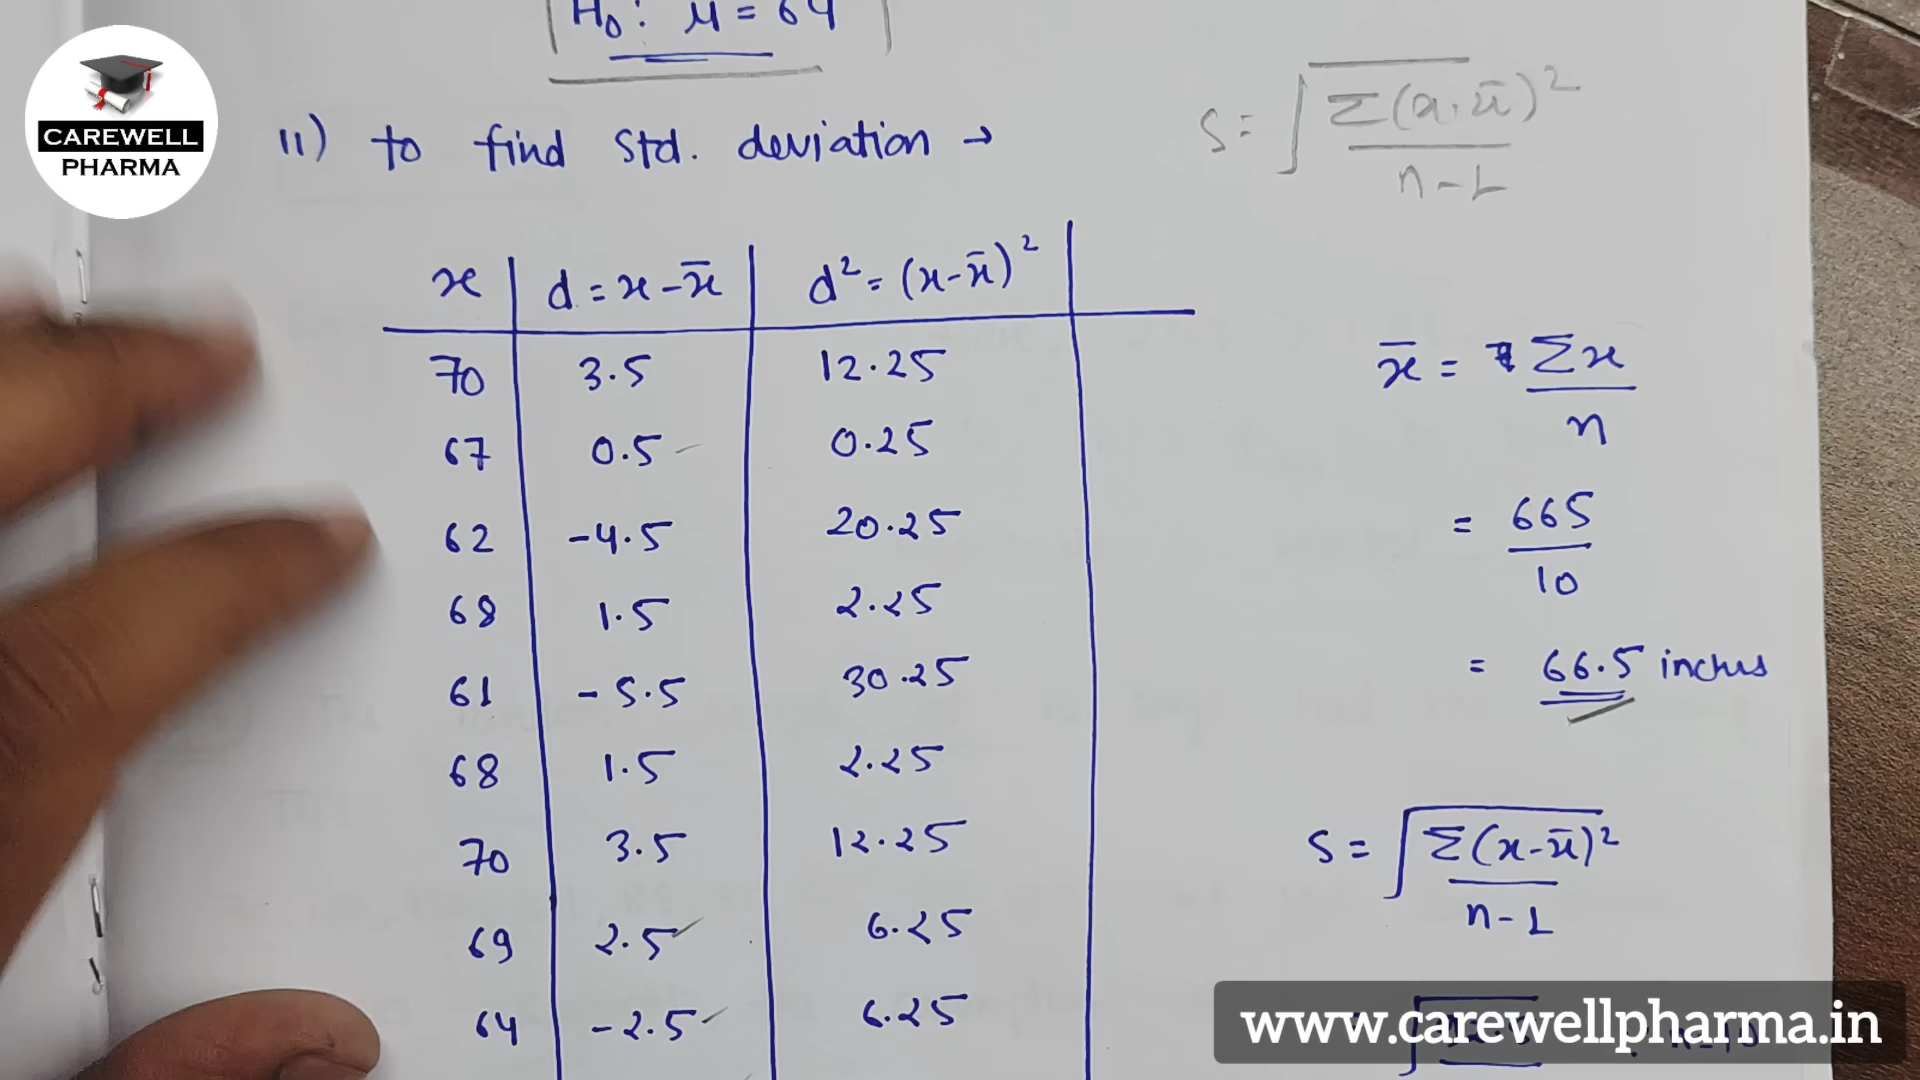 H₀: μ = 64
CAREWELL
PHARMA
11) to find std. deviation →
S = √Σ(x-x̄)²
n-1
x | d = x-x̄ | d² = (x-x̄)²
70 3.5 12.25
67 0.5 0.25
62 -4.5 20.25
68 1.5 2.25
61 -5.5 30.25
68 1.5 2.25
70 3.5 12.25
69 2.5 6.25
64 -2.5 6.25
x̄ = Σx
n
= 665
10
= 66.5 inches
S = √Σ(x-x̄)²
n-1
www.carewellpharma.in